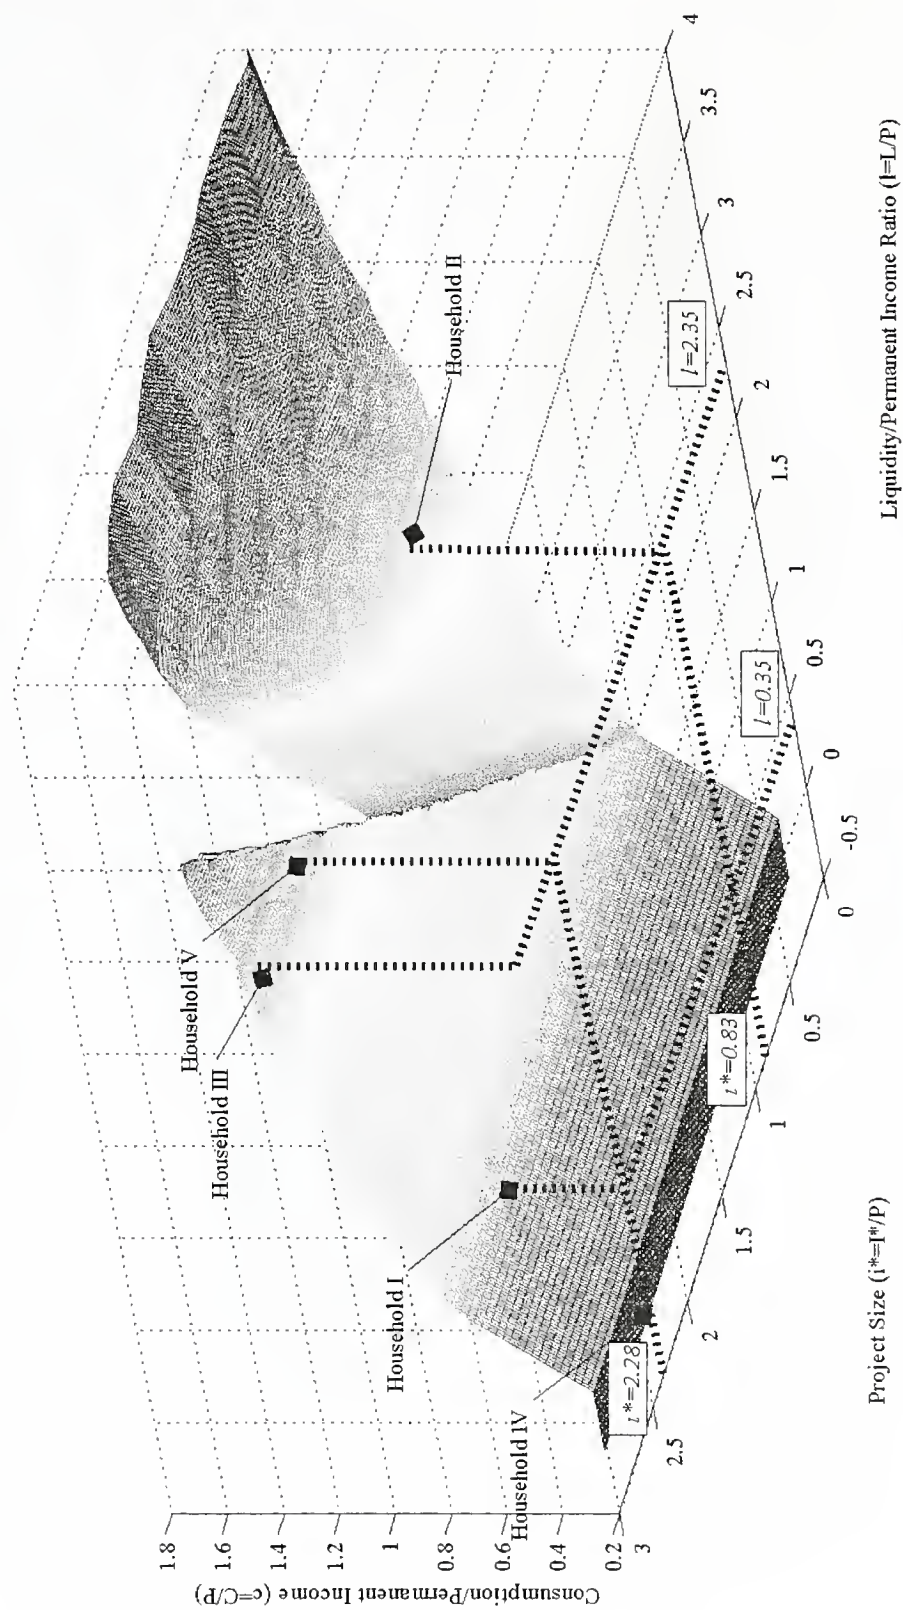 Consumption/Permanent Income (c=C/P)
1.8
1.6
1.4
1.2
1
0.8
0.6
0.4
0.2
3
2.5
2
1.5
1
0.5
0
Project Size (i*=I*/P)
-0.5
0
0.5
1
1.5
2
2.5
3
3.5
4
Liquidity/Permanent Income Ratio (l=L/P)
Household I
Household II
Household III
Household IV
Household V
i*=2.28
i*=0.83
l=0.35
l=2.35